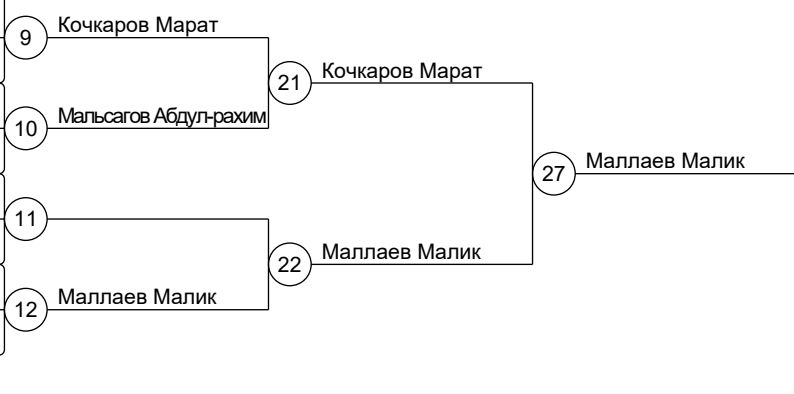 9 Кочкаров Марат
21 Кочкаров Марат
10 Мальсагов Абдул-рахим
27 Маллаев Малик
11
22 Маллаев Малик
12 Маллаев Малик